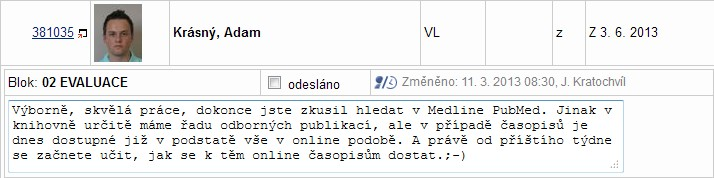 381035 Krásný, Adam VL z Z 3. 6. 2013
Blok: 02 EVALUACE odesláno Změněno: 11. 3. 2013 08:30, J. Kratochvíl
Výborně, skvělá práce, dokonce jste zkusil hledat v Medline PubMed. Jinak v
knihovně určitě máme řadu odborných publikací, ale v případě časopisů je
dnes dostupné již v podstatě vše v online podobě. A právě od příštího týdne
se začnete učit, jak se k těm online časopisům dostat.;-)